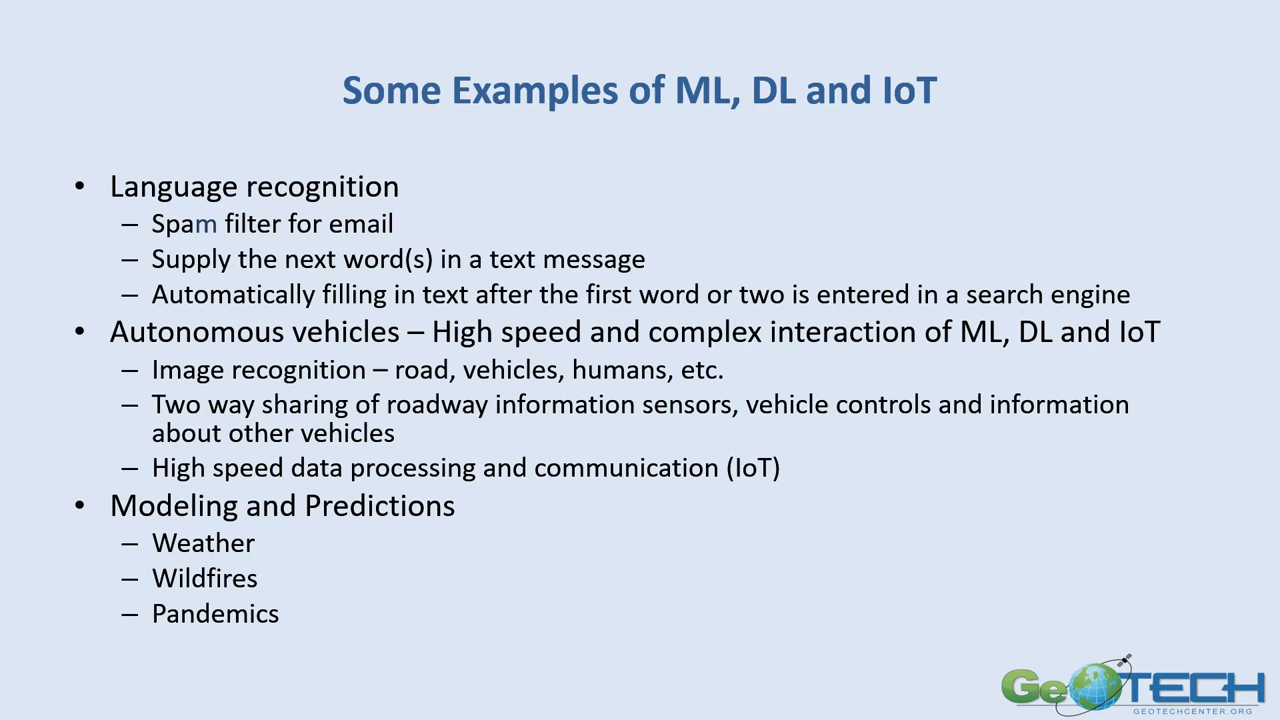 Some Examples of ML, DL and IoT
• Language recognition
– Spam filter for email
– Supply the next word(s) in a text message
– Automatically filling in text after the first word or two is entered in a search engine
• Autonomous vehicles – High speed and complex interaction of ML, DL and IoT
– Image recognition – road, vehicles, humans, etc.
– Two way sharing of roadway information sensors, vehicle controls and information
about other vehicles
– High speed data processing and communication (IoT)
• Modeling and Predictions
– Weather
– Wildfires
– Pandemics
GeoTECH
GEOTECHCENTER.ORG